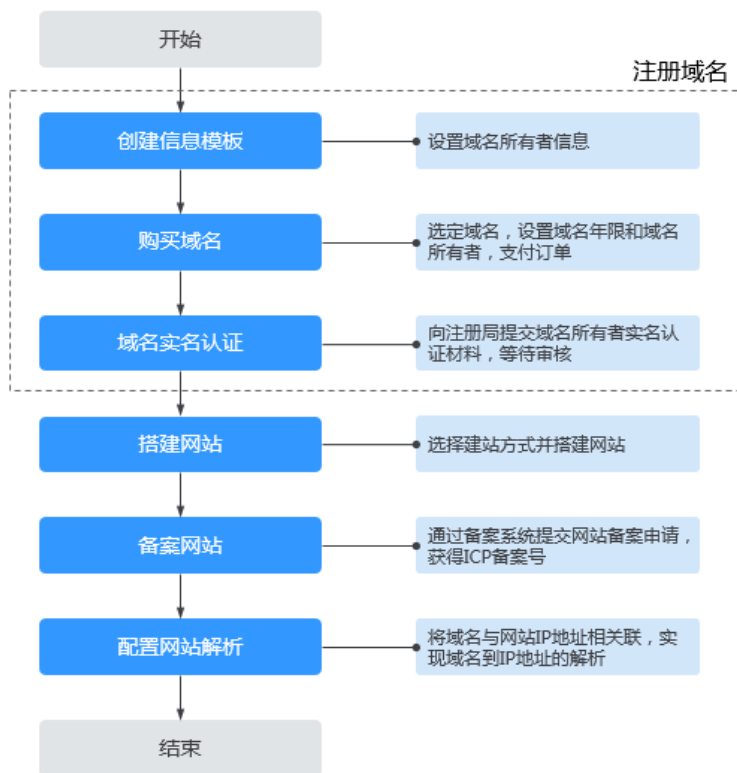 开始
注册域名
创建信息模板
设置域名所有者信息
购买域名
选定域名，设置域名年限和域名
所有者，支付订单
域名实名认证
向注册局提交域名所有者实名认
证材料，等待审核
搭建网站
选择建站方式并搭建网站
备案网站
通过备案系统提交网站备案申请，
获得ICP备案号
配置网站解析
将域名与网站IP地址相关联，实
现域名到IP地址的解析
结束